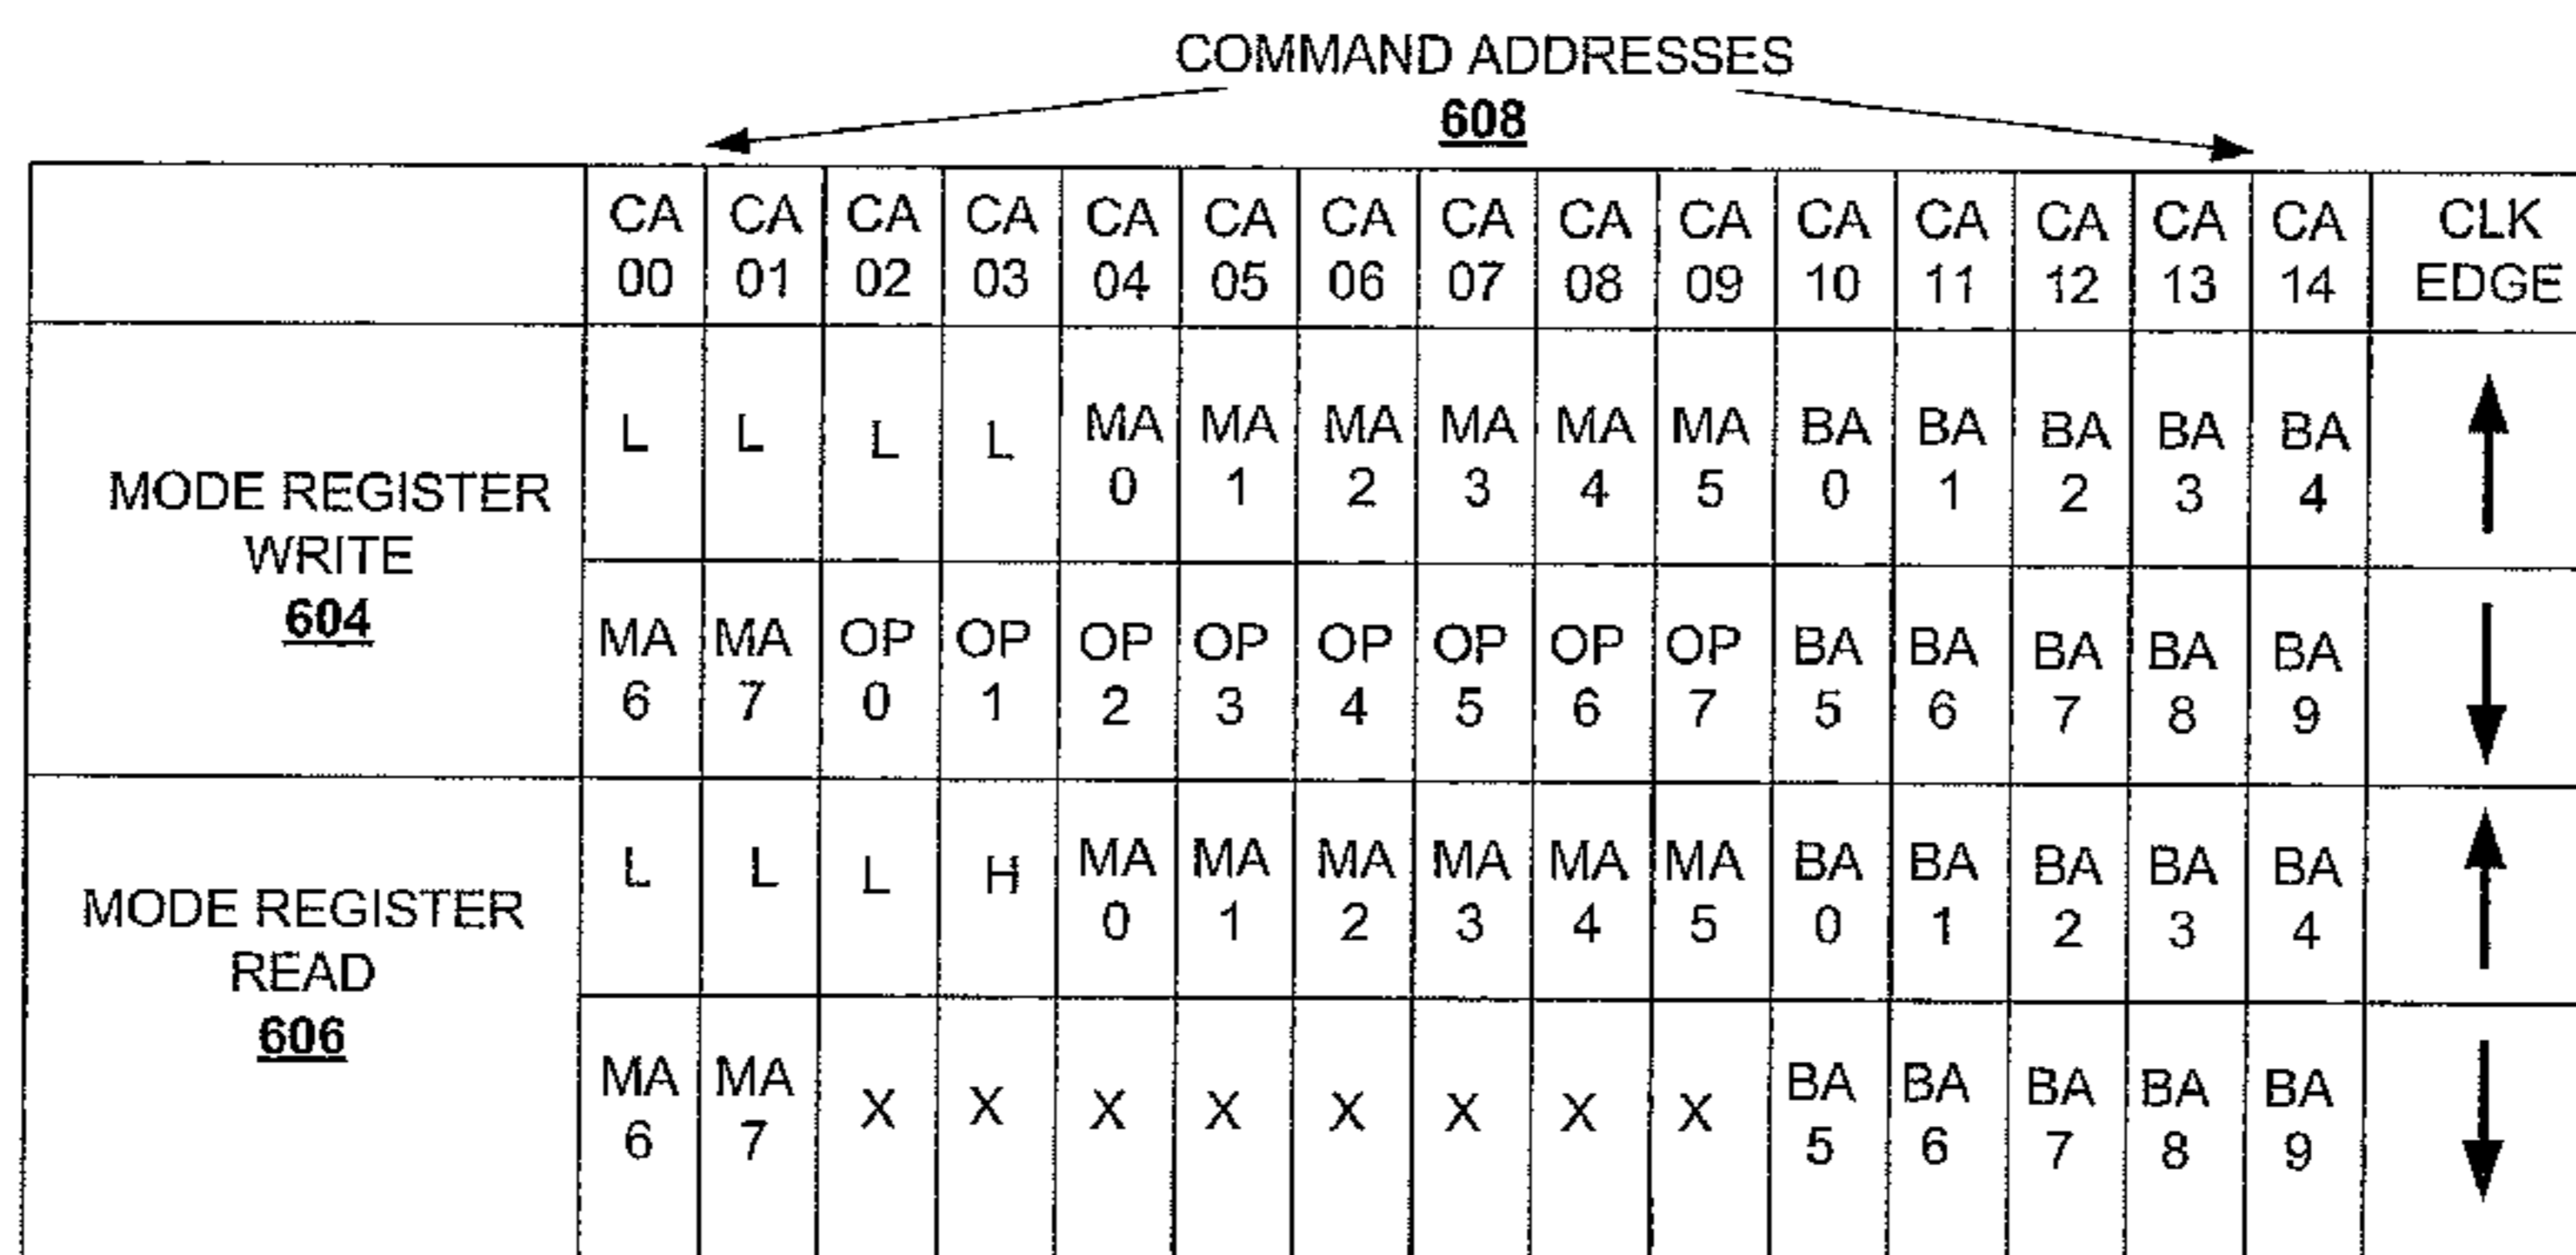 COMMAND ADDRESSES
608
CA CA CA CA CA CA CA CA CA CA CA CA CA CA CA CLK
00 01 02 03 04 05 06 07 08 09 10 11 12 13 14 EDGE
MODE REGISTER
WRITE
604
L L L L MA MA MA MA MA MA BA BA BA BA BA
0 1 2 3 4 5 0 1 2 3 4
MA MA OP OP OP OP OP OP OP OP BA BA BA BA BA
6 7 0 1 2 3 4 5 6 7 5 6 7 8 9
MODE REGISTER
READ
606
L L L H MA MA MA MA MA MA BA BA BA BA BA
0 1 2 3 4 5 0 1 2 3 4
MA MA X X X X X X X X BA BA BA BA BA
6 7 5 6 7 8 9